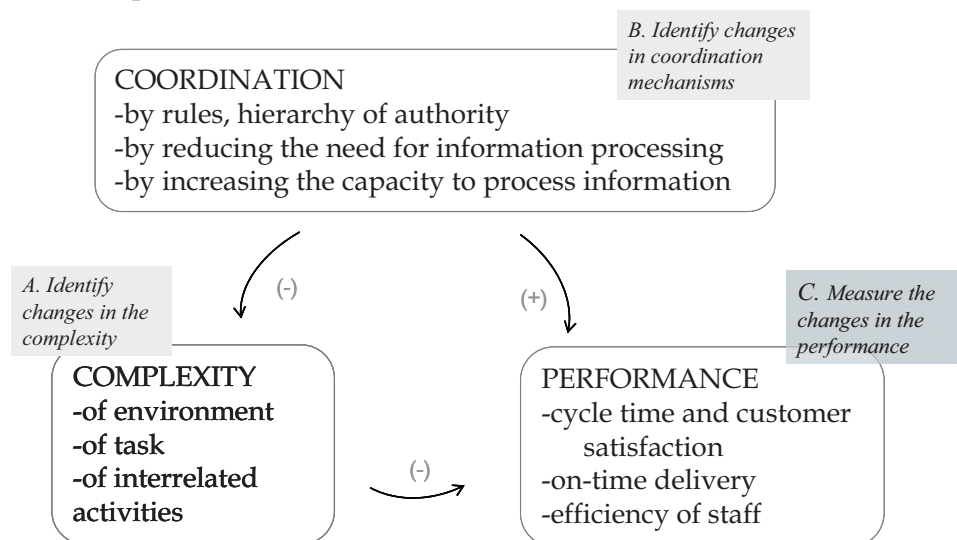 B. Identify changes
in coordination
mechanisms
COORDINATION
-by rules, hierarchy of authority
-by reducing the need for information processing
-by increasing the capacity to process information
A. Identify
changes in the
complexity
(-)
(+)
C. Measure the
changes in the
performance
COMPLEXITY
-of environment
-of task
-of interrelated
activities
(-)
PERFORMANCE
-cycle time and customer
satisfaction
-on-time delivery
-efficiency of staff